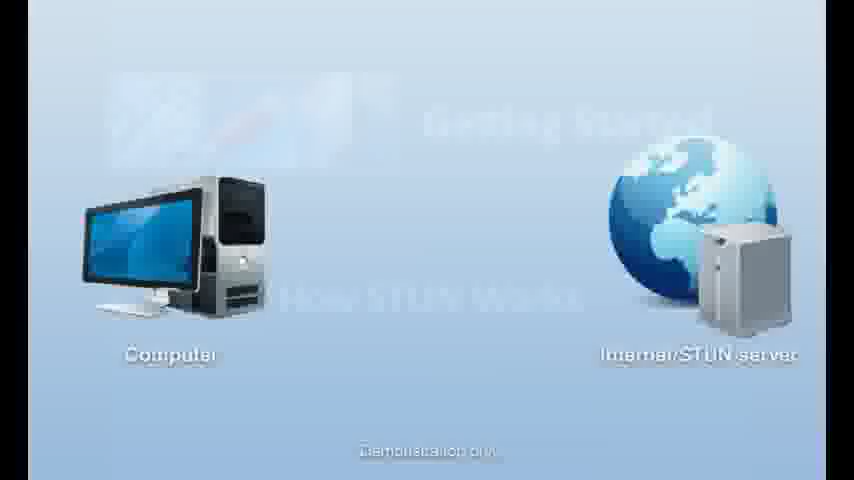 Getting Started
How STUN Works
Computer
Internet/STUN server
Demonstration only